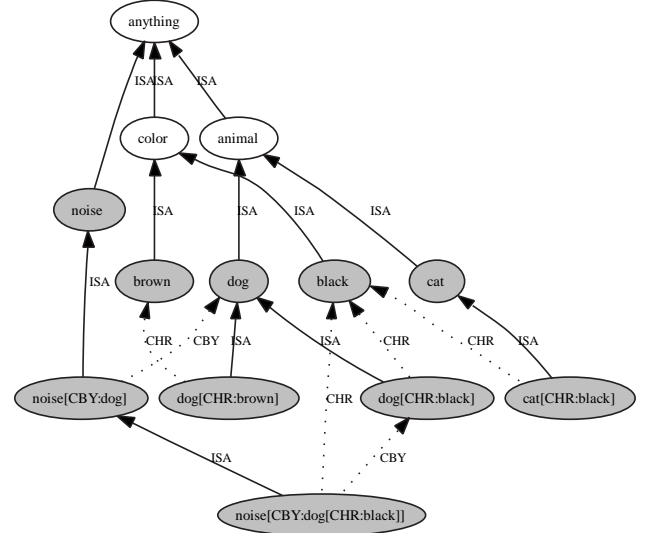 anything
ISA ISA ISA
color animal
noise ISA ISA ISA ISA
brown dog black cat
ISA
CHR CBY ISA ISA CHR CHR ISA
noise[CBY:dog] dog[CHR:brown] dog[CHR:black] cat[CHR:black]
CHR
ISA CBY
noise[CBY:dog[CHR:black]]